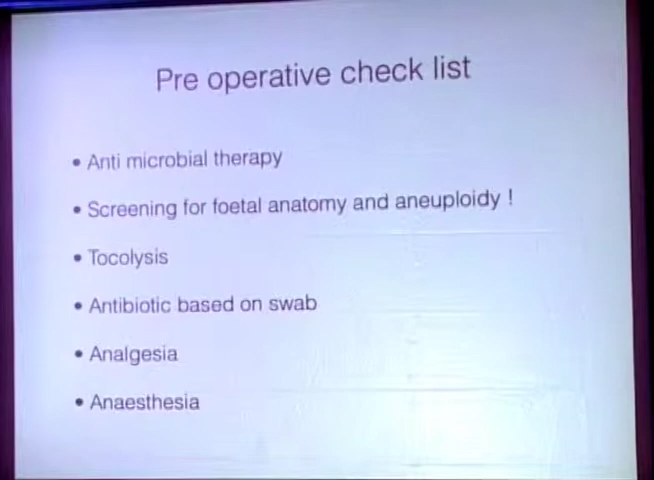 Pre operative check list
• Anti microbial therapy
• Screening for foetal anatomy and aneuploidy !
• Tocolysis
• Antibiotic based on swab
• Analgesia
• Anaesthesia